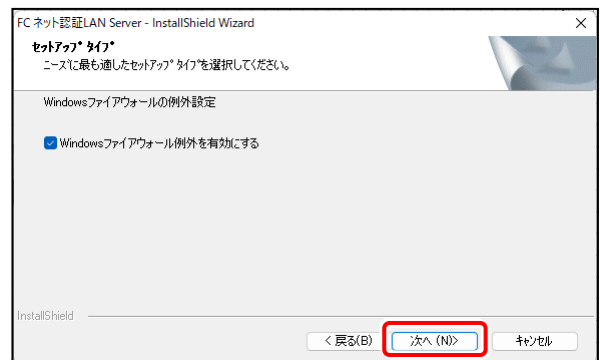 FC ネット認証LAN Server - InstallShield Wizard
セットアップ タイプ
ニーズに最も適したセットアップ タイプを選択してください。
Windowsファイアウォールの例外設定
Windowsファイアウォール例外を有効にする
InstallShield
< 戻る(B)
次へ (N)>
キャンセル